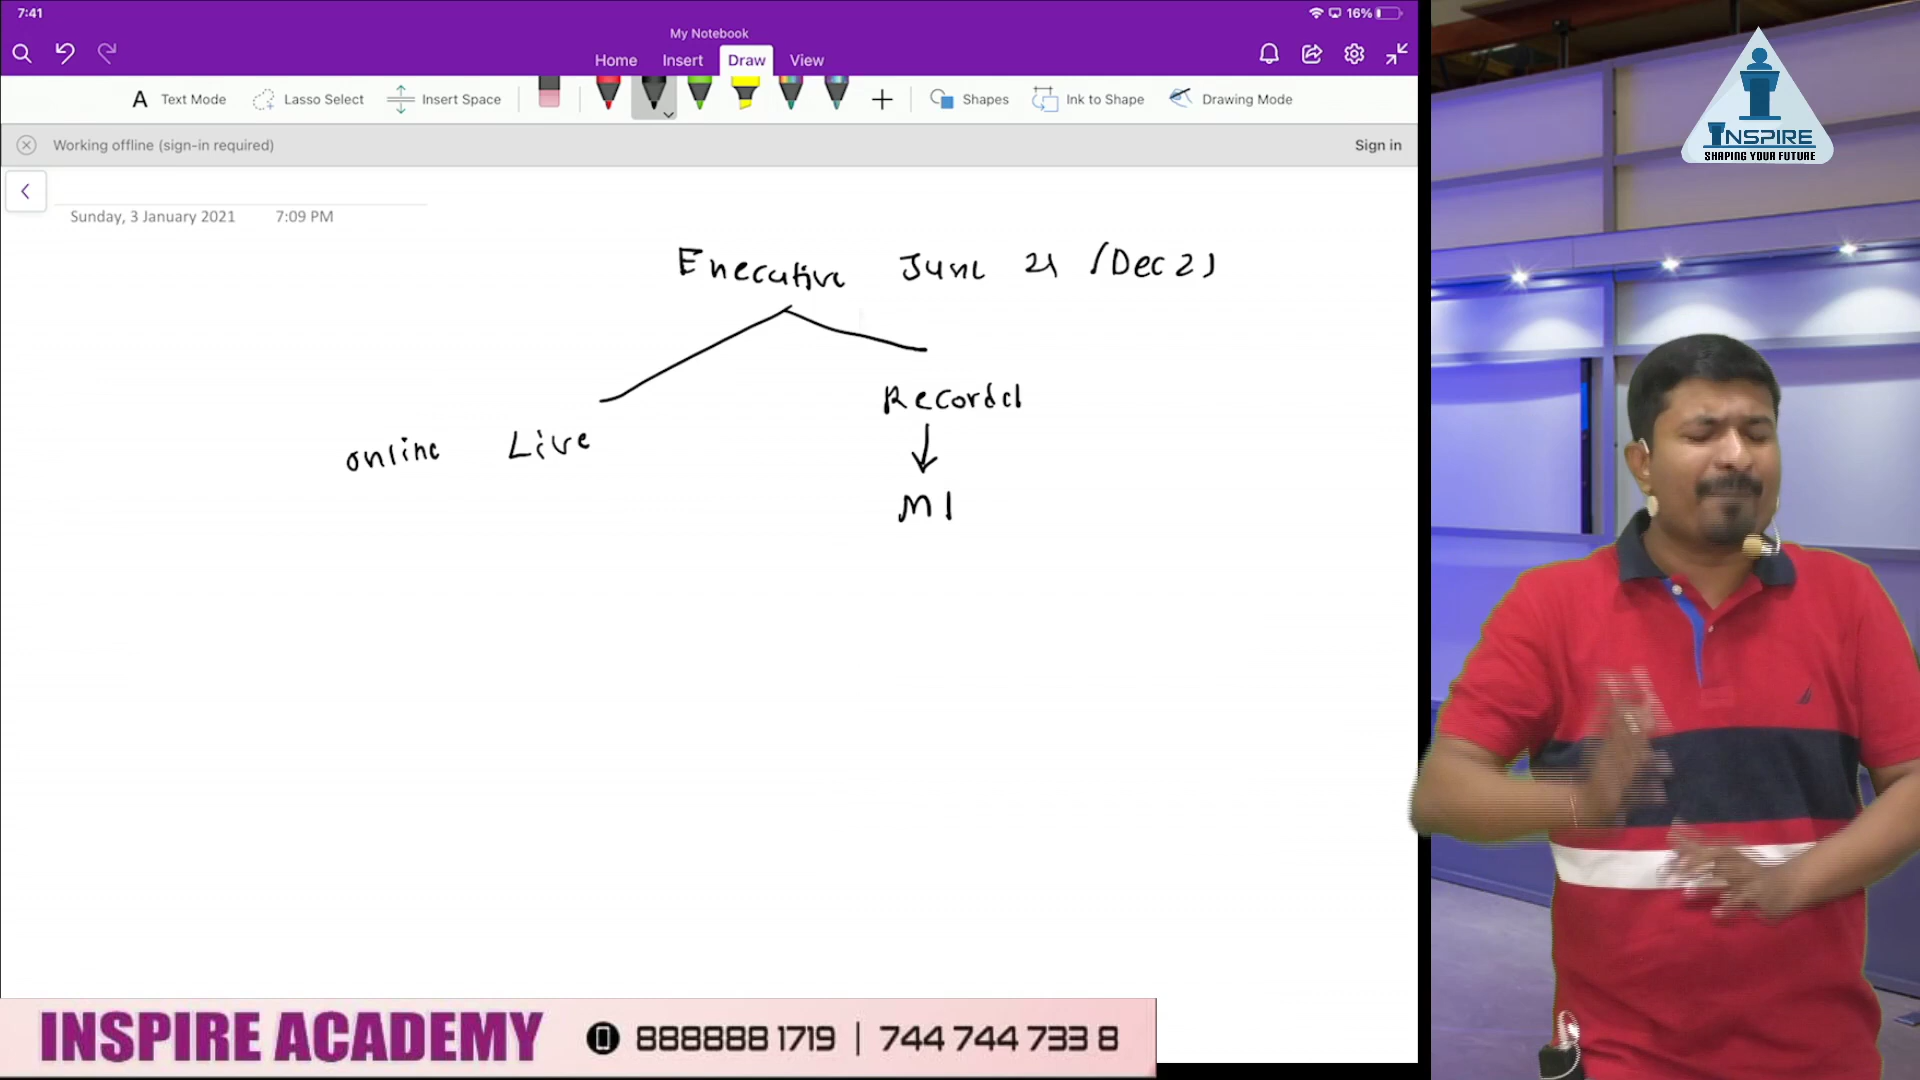 7:41
16%
My Notebook
Home Insert Draw View
A Text Mode Lasso Select Insert Space Shapes Ink to Shape Drawing Mode
Working offline (sign-in required) Sign in
Sunday, 3 January 2021 7:09 PM
Executive June 21 (Dec 21
Recorded
online Live
M1
INSPIRE
SHAPING YOUR FUTURE
INSPIRE ACADEMY 888888 1719 | 744 744 733 8